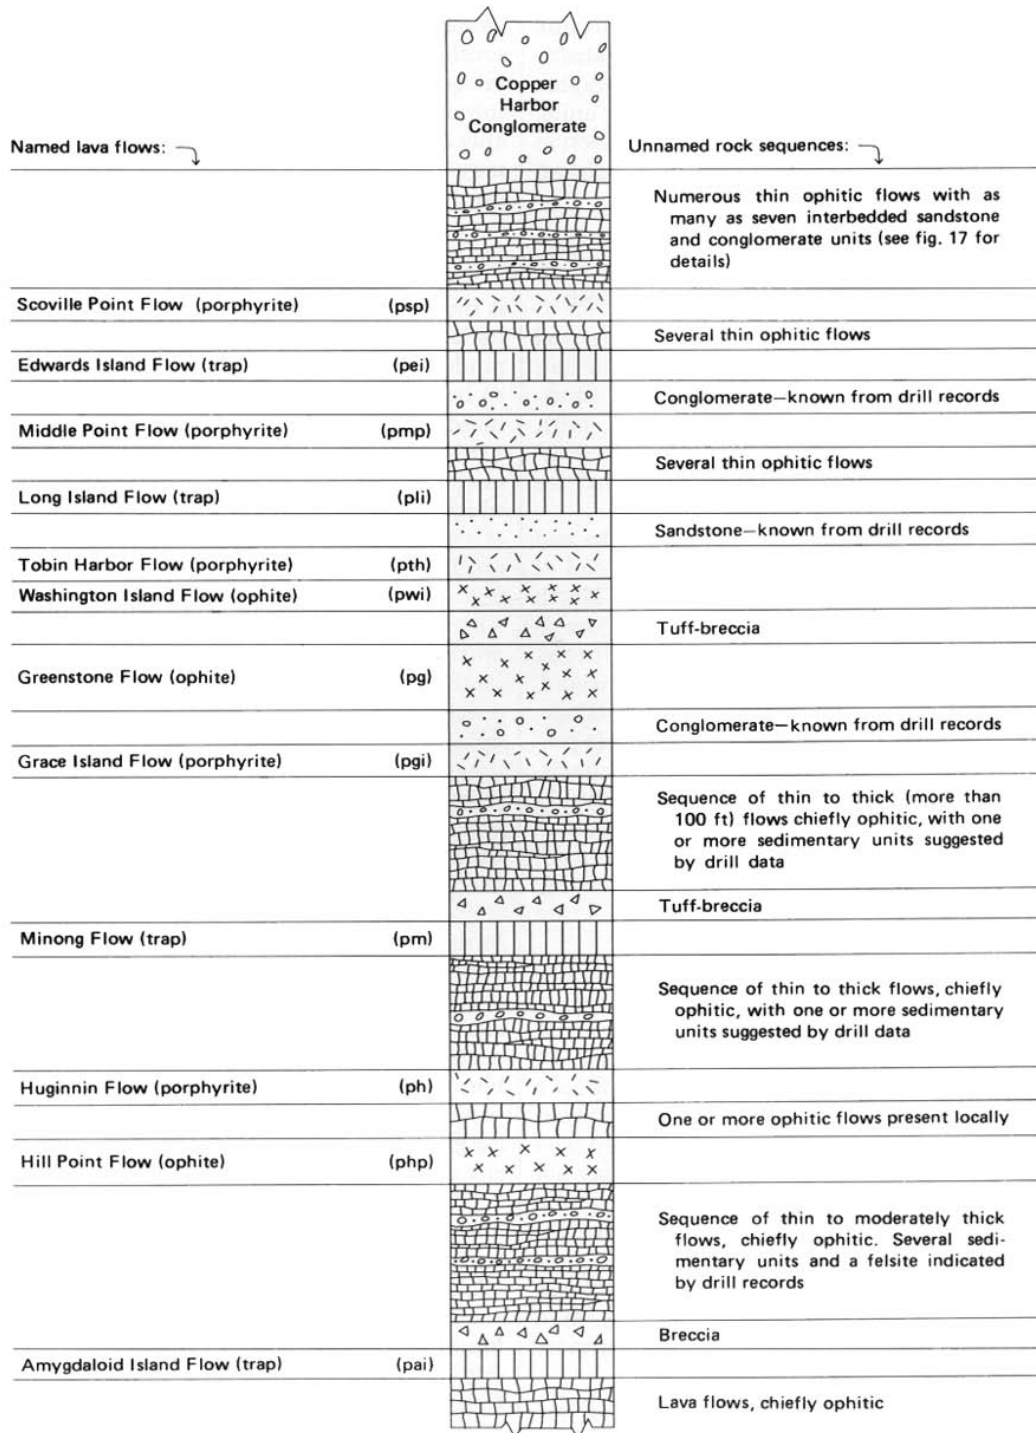 Copper
Harbor
Conglomerate
Named lava flows:
Unnamed rock sequences:
Numerous thin ophitic flows with as
many as seven interbedded sandstone
and conglomerate units (see fig. 17 for
details)
Scoville Point Flow (porphyrite) (psp)
Several thin ophitic flows
Edwards Island Flow (trap) (pei)
Conglomerate—known from drill records
Middle Point Flow (porphyrite) (pmp)
Several thin ophitic flows
Long Island Flow (trap) (pli)
Sandstone—known from drill records
Tobin Harbor Flow (porphyrite) (pth)
Washington Island Flow (ophite) (pwi)
Tuff-breccia
Greenstone Flow (ophite) (pg)
Conglomerate—known from drill records
Grace Island Flow (porphyrite) (pgi)
Sequence of thin to thick (more than
100 ft) flows chiefly ophitic, with one
or more sedimentary units suggested
by drill data
Tuff-breccia
Minong Flow (trap) (pm)
Sequence of thin to thick flows, chiefly
ophitic, with one or more sedimentary
units suggested by drill data
Huginnin Flow (porphyrite) (ph)
One or more ophitic flows present locally
Hill Point Flow (ophite) (php)
Sequence of thin to moderately thick
flows, chiefly ophitic. Several sedi-
mentary units and a felsite indicated
by drill records
Breccia
Amygdaloid Island Flow (trap) (pai)
Lava flows, chiefly ophitic